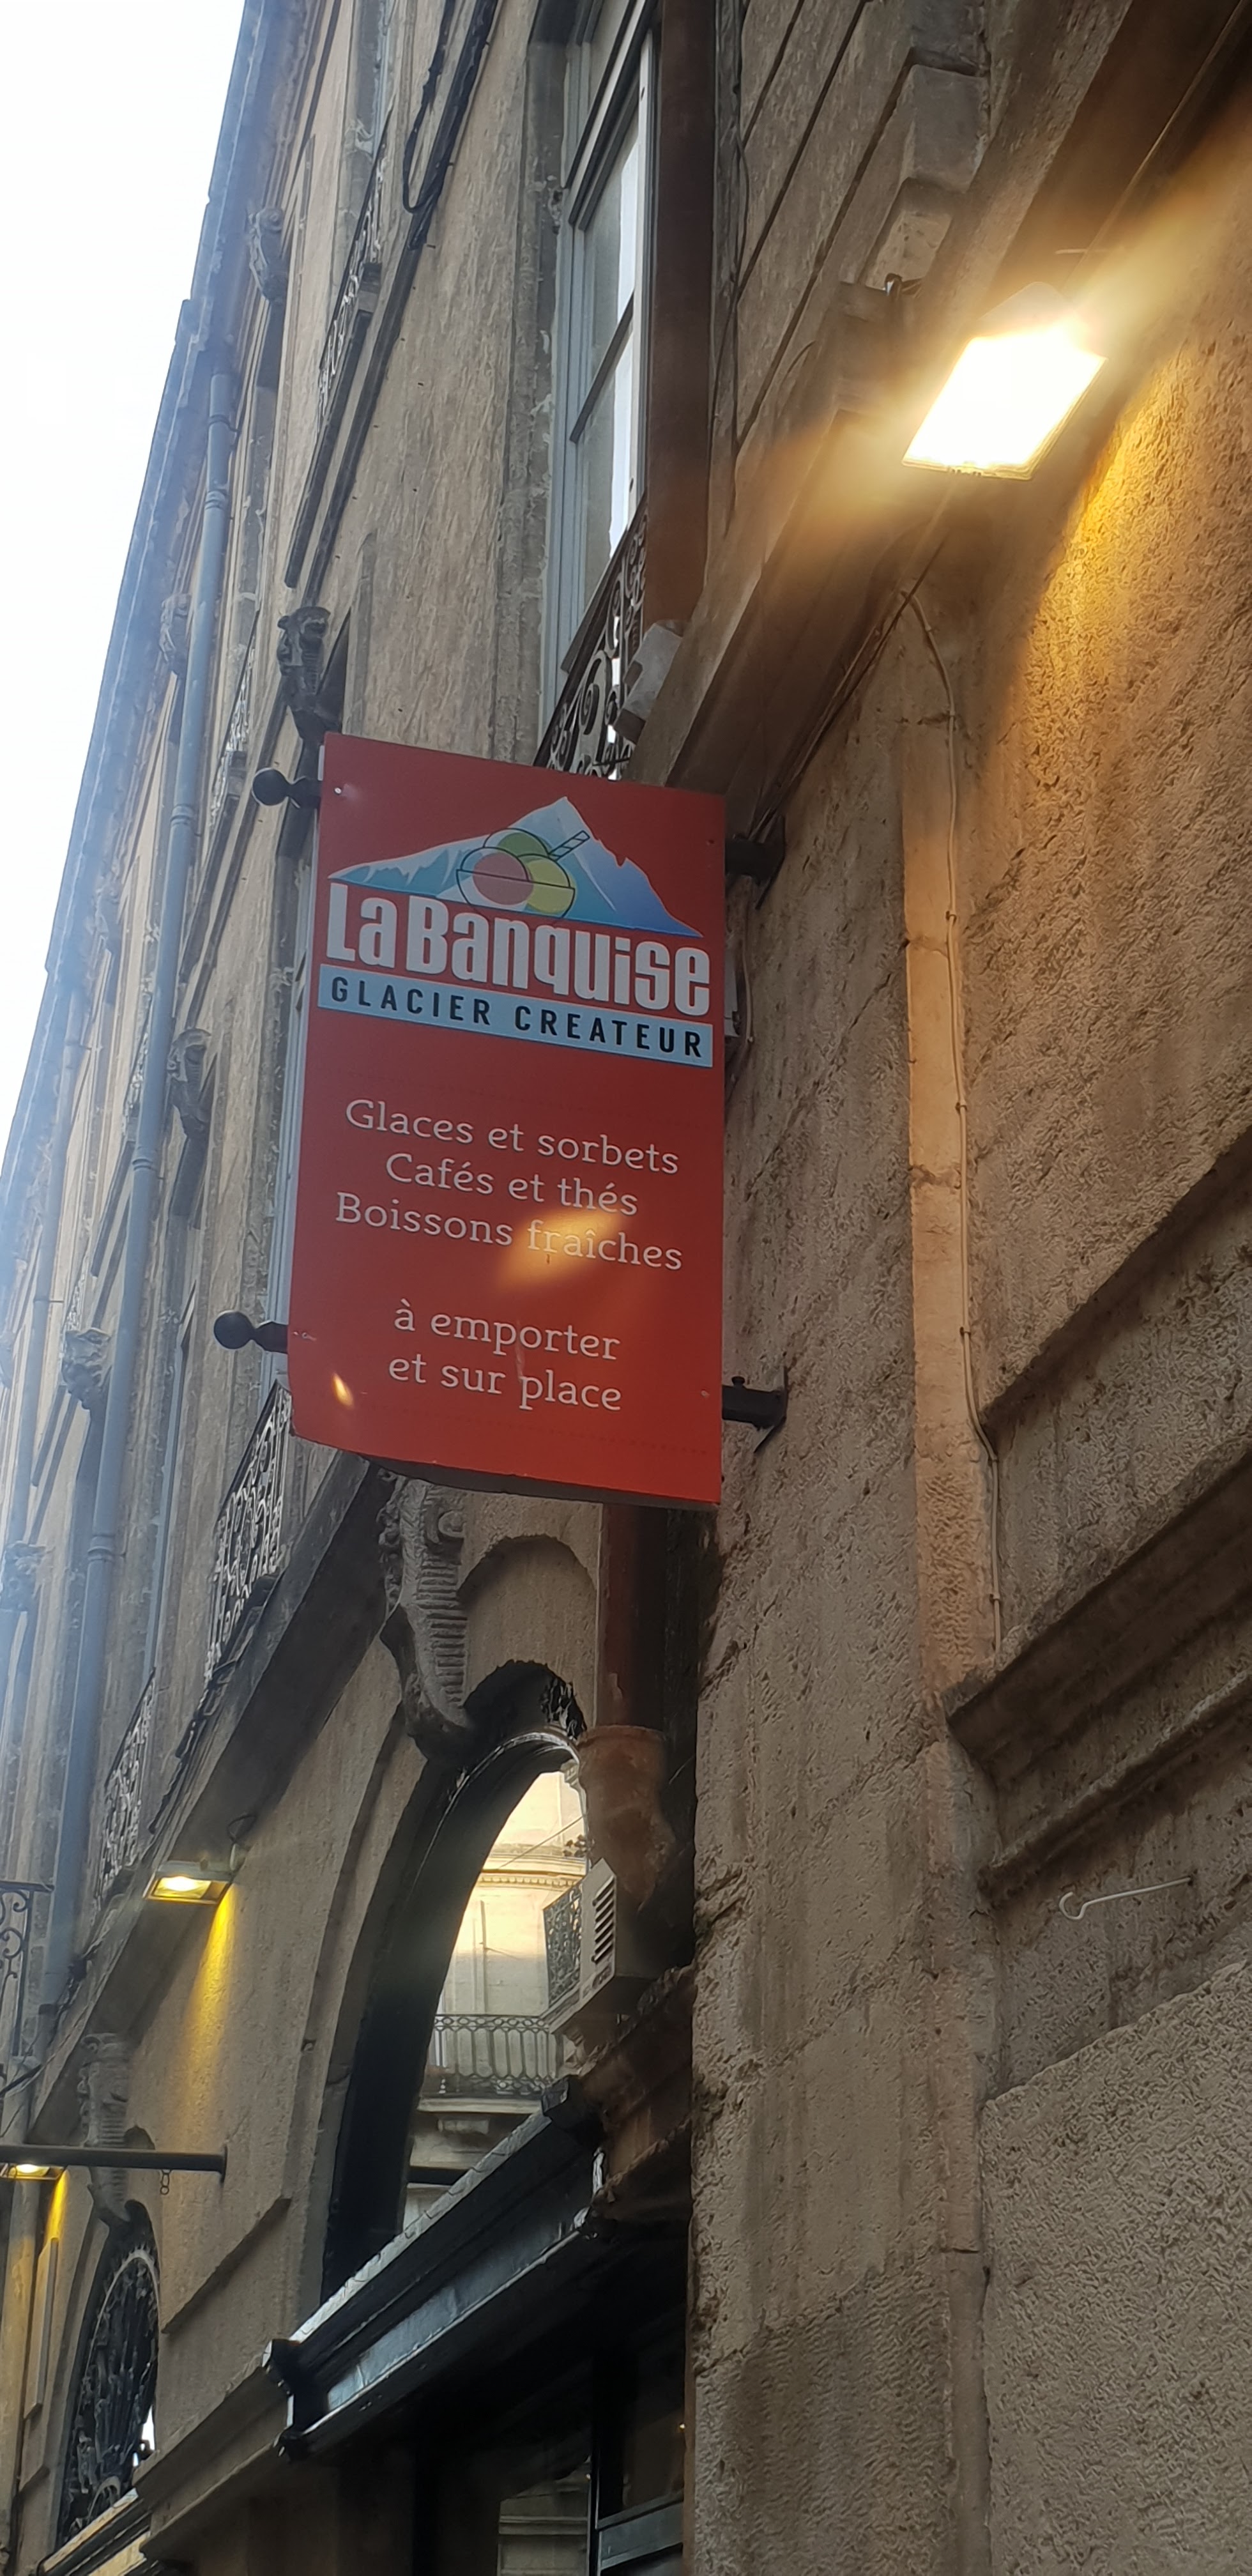 La Banquise
GLACIER CREATEUR
Glaces et sorbets
Cafés et thés
Boissons fraîches
à emporter
et sur place